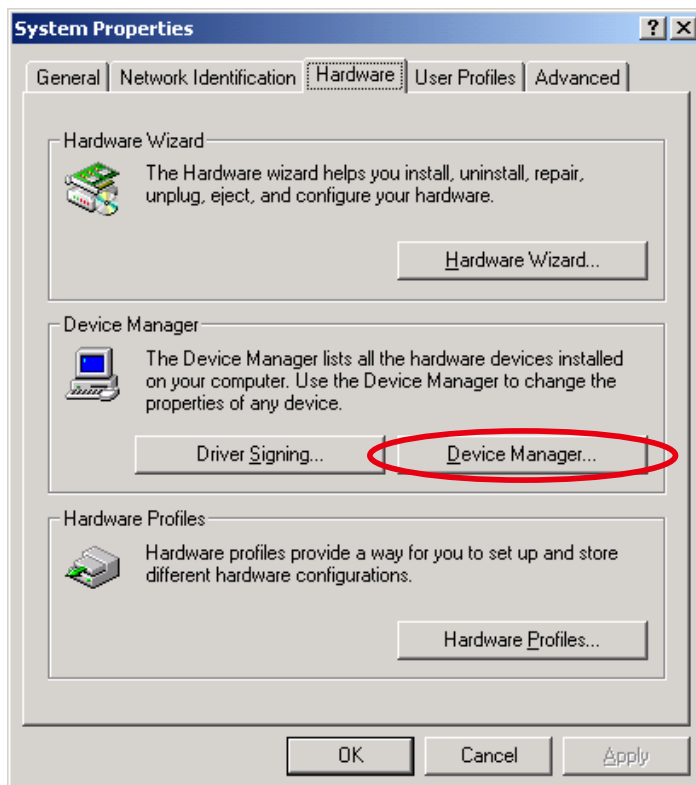 System Properties
General Network Identification Hardware User Profiles Advanced
Hardware Wizard
The Hardware wizard helps you install, uninstall, repair,
unplug, eject, and configure your hardware.
Hardware Wizard...
Device Manager
The Device Manager lists all the hardware devices installed
on your computer. Use the Device Manager to change the
properties of any device.
Driver Signing... Device Manager...
Hardware Profiles
Hardware profiles provide a way for you to set up and store
different hardware configurations.
Hardware Profiles...
OK Cancel Apply